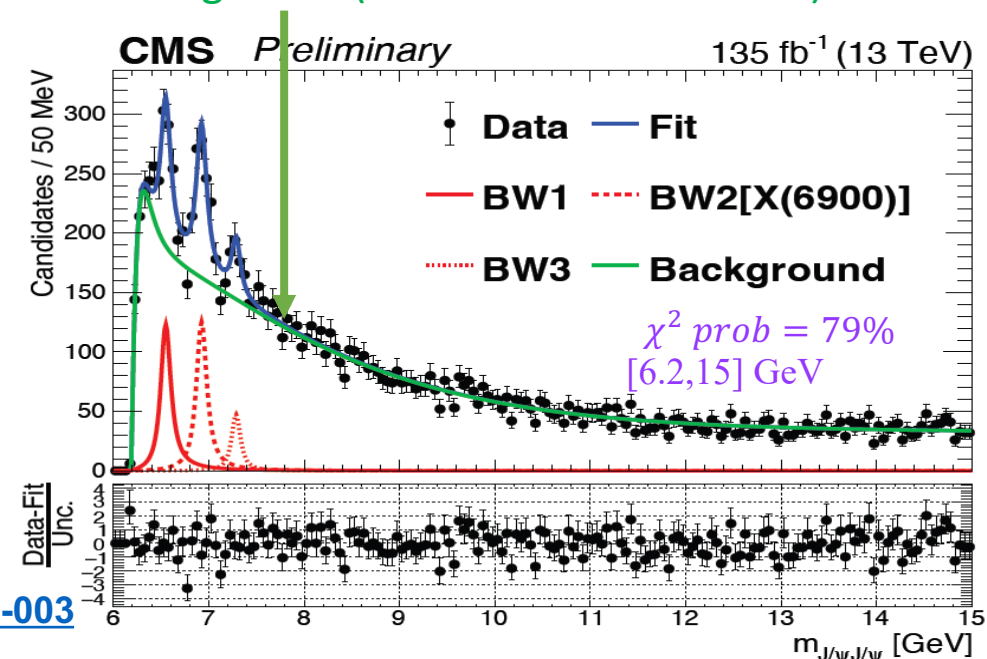 CMS Preliminary 135 fb⁻¹ (13 TeV)
Candidates / 50 MeV
300
250
200
150
100
50
0
Data Fit
BW1 BW2[X(6900)]
BW3 Background
χ² prob = 79%
[6.2,15] GeV
Data-Fit
Unc.
4
3
2
1
0
−1
−2
−3
−4
6 7 8 9 10 11 12 13 14 15
-003
m J/ψJ/ψ [GeV]